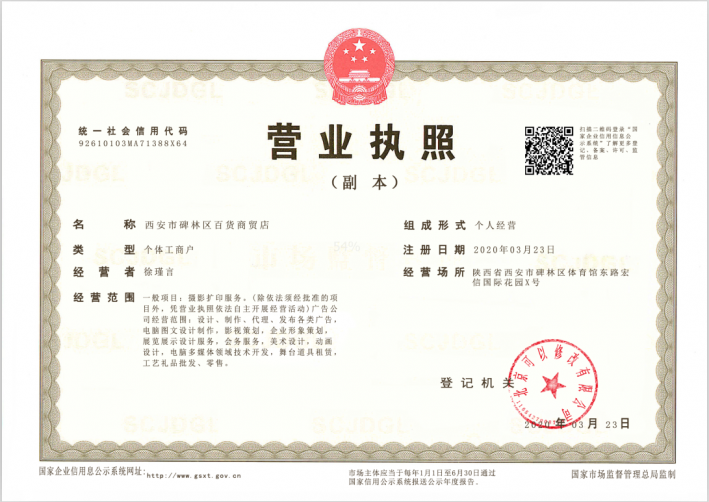 统一社会信用代码
92610103MA71388X64
营业执照
（副 本）
扫描二维码登录"国
家企业信用信息公
示系统"了解更多登
记、备案、许可、监
管信息
名 称 西安市碑林区百货商贸店
类 型 个体工商户
经 营 者 徐瑾言
经营范围 一般项目：摄影扩印服务。(除依法须经批准的项
目外，凭营业执照依法自主开展经营活动)广告公
司经营范围：设计、制作、代理、发布各类广告，
电脑图文设计制作，影视策划，企业形象策划，
展览展示设计服务，会务服务，美术设计，动画
设计，电脑多媒体领域技术开发，舞台道具租赁，
工艺礼品批发、零售。
组成形式 个人经营
注册日期 2020年03月23日
经营场所 陕西省西安市碑林区体育馆东路宏
信国际花园X号
54%
SCJDGL
登记机关
北京可以修改有限公司
2020年03月23日
国家企业信用信息公示系统网址: http://www.gsxt.gov.cn
市场主体应当于每年1月1日至6月30日通过
国家信用公示系统报送公示年度报告。
国家市场监督管理总局监制